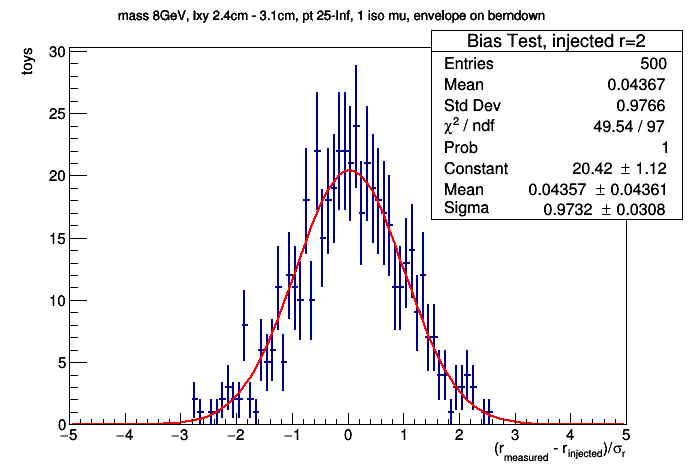 mass 8GeV, lxy 2.4cm - 3.1cm, pt 25-Inf, 1 iso mu, envelope on berndown
Bias Test, injected r=2
Entries 500
Mean 0.04367
Std Dev 0.9766
χ² / ndf 49.54 / 97
Prob 1
Constant 20.42 ± 1.12
Mean 0.04357 ± 0.04361
Sigma 0.9732 ± 0.0308
toys
30
25
20
15
10
5
0
−5 −4 −3 −2 −1 0 1 2 3 4 5
(r_measured - r_injected)/σ_r